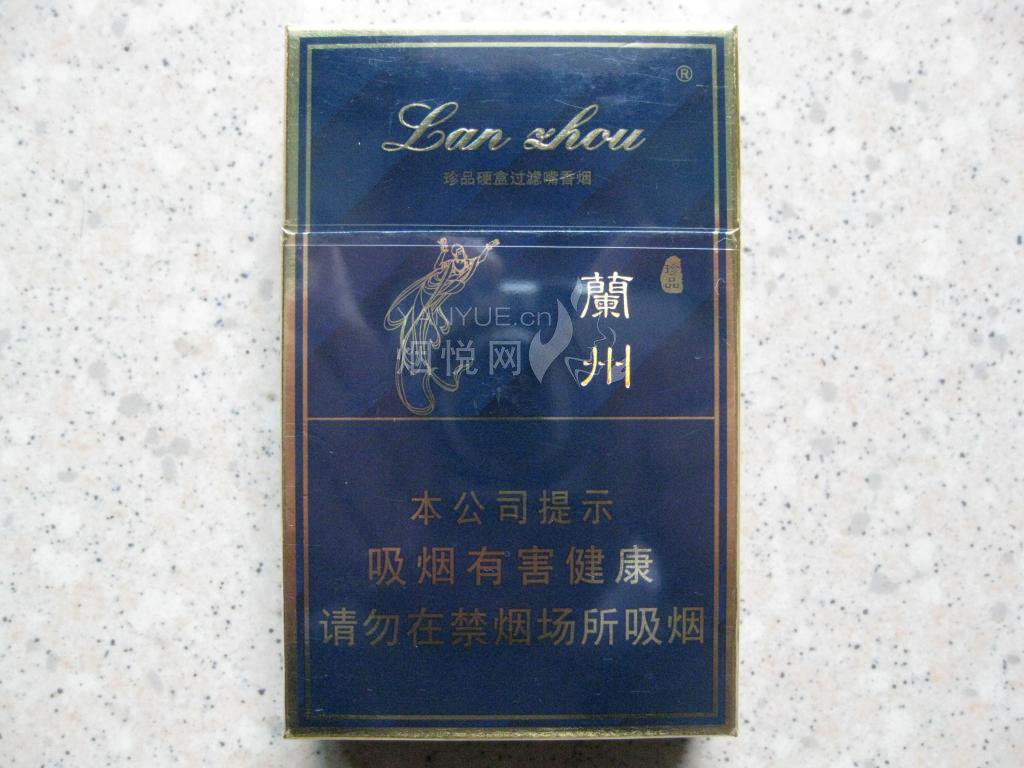 ®
Lan zhou
珍品硬盒过滤嘴香烟
珍品
蘭州
YANYUE.cn
烟悦网
本公司提示
吸烟有害健康
请勿在禁烟场所吸烟